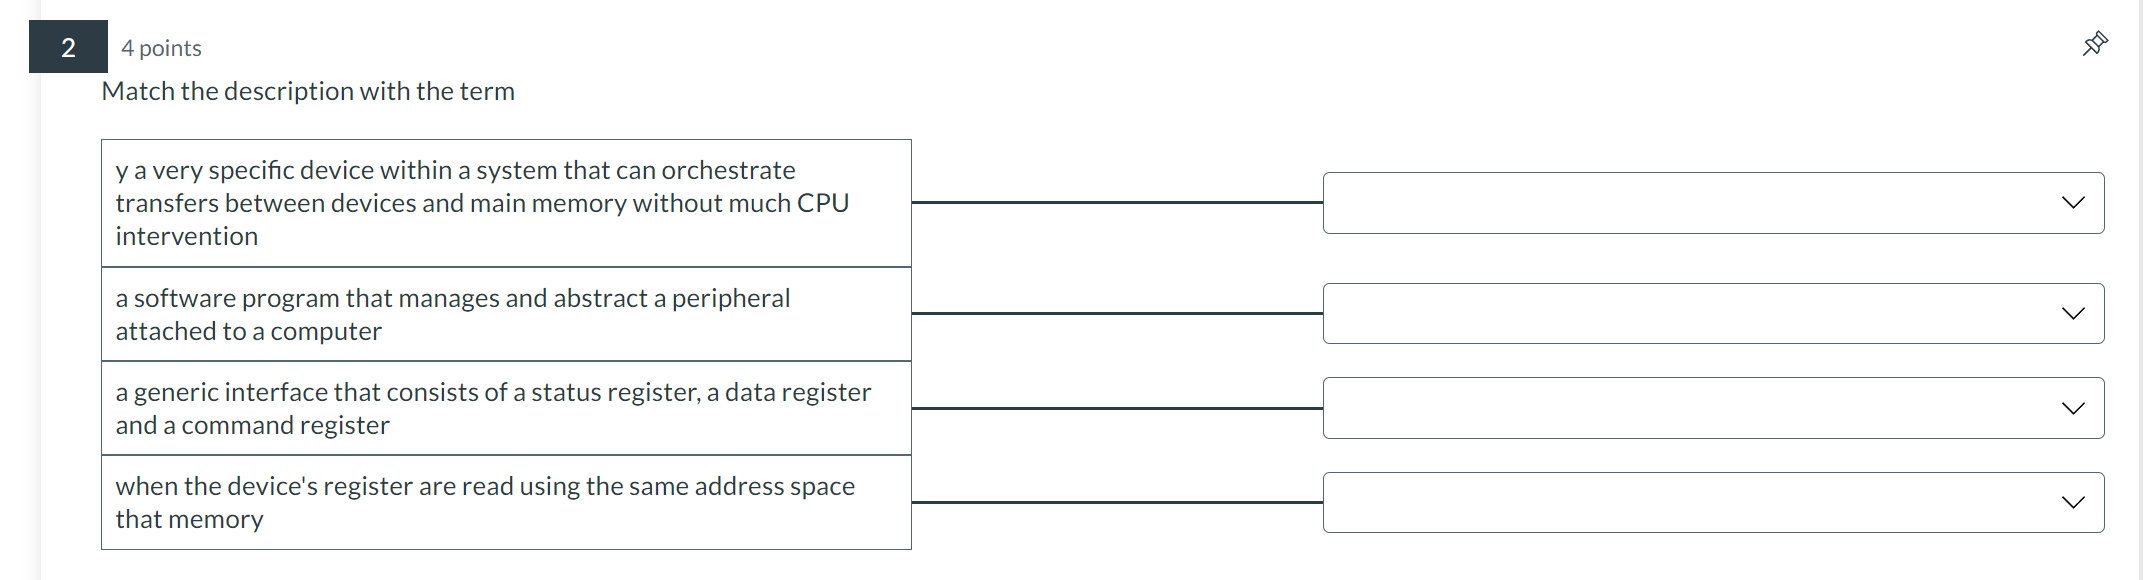 2
4 points
Match the description with the term
y a very specific device within a system that can orchestrate
transfers between devices and main memory without much CPU
intervention
a software program that manages and abstract a peripheral
attached to a computer
a generic interface that consists of a status register, a data register
and a command register
when the device's register are read using the same address space
that memory